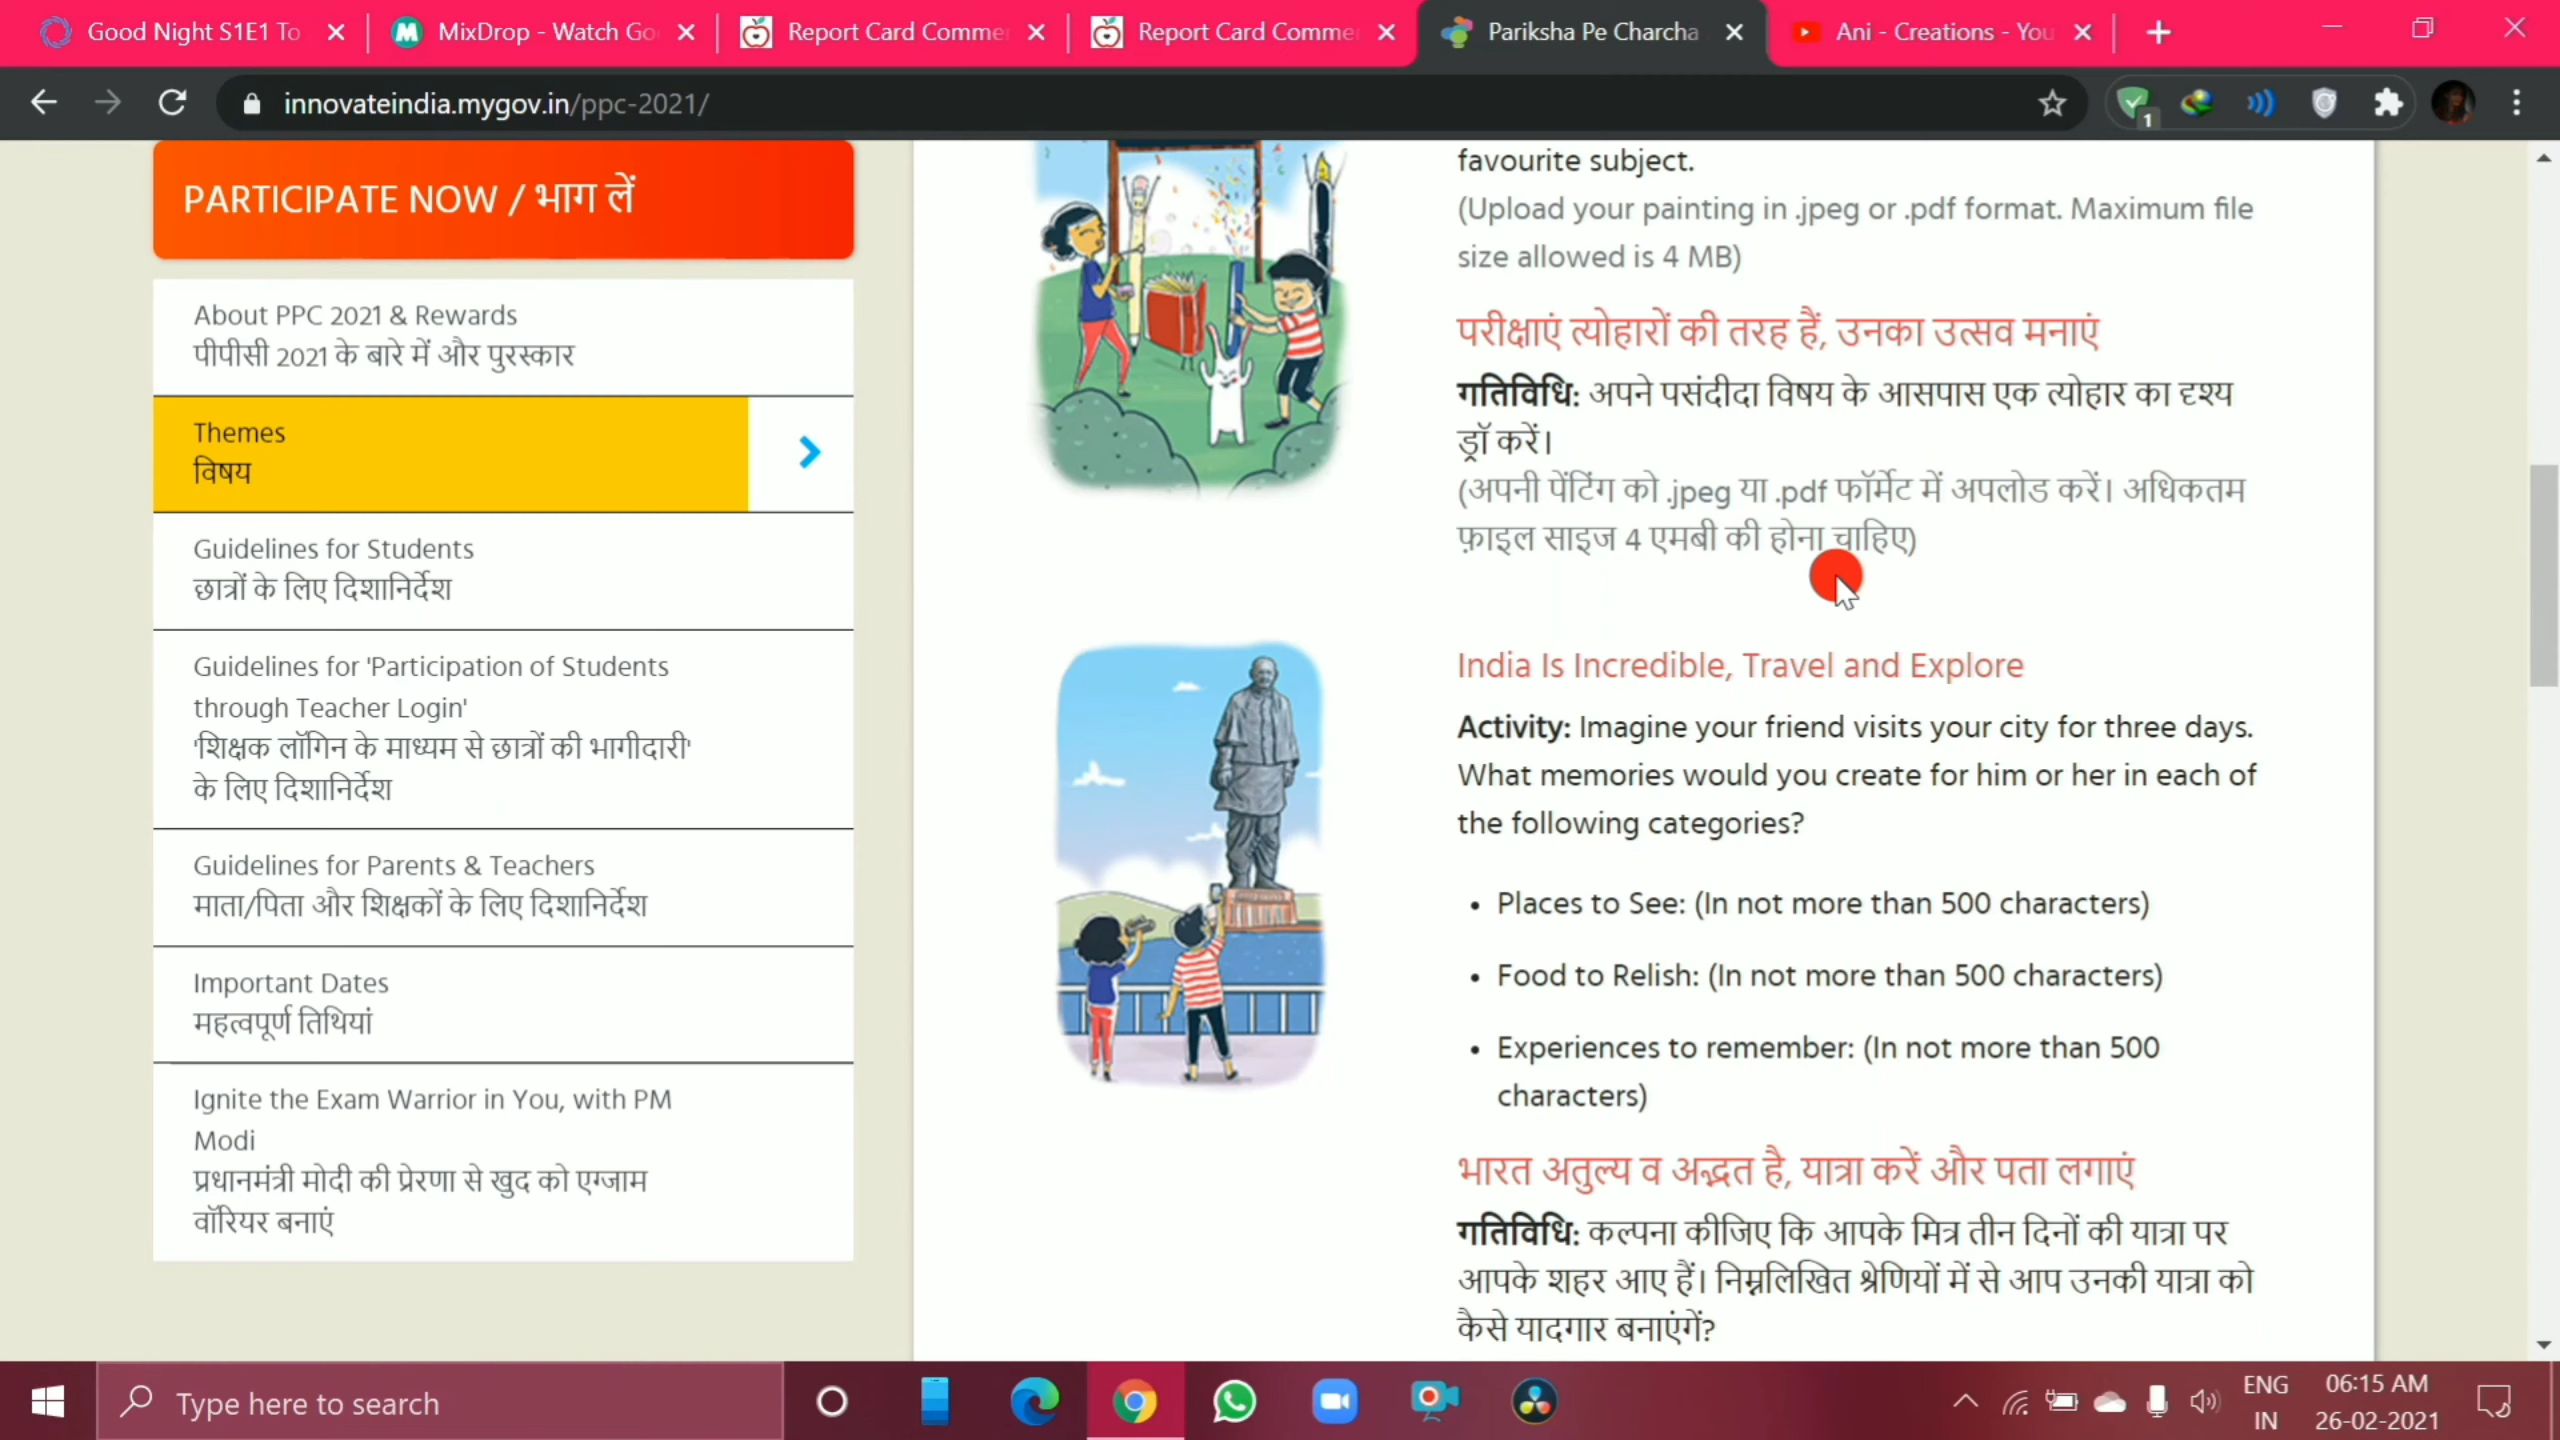 Good Night S1E1 To
MixDrop - Watch Go
Report Card Comme
Report Card Comme
Pariksha Pe Charcha
Ani - Creations - You
innovateindia.mygov.in/ppc-2021/
1
PARTICIPATE NOW / भाग लें
About PPC 2021 & Rewards
पीपीसी 2021 के बारे में और पुरस्कार
Themes
विषय
Guidelines for Students
छात्रों के लिए दिशानिर्देश
Guidelines for 'Participation of Students
through Teacher Login'
'शिक्षक लॉगिन के माध्यम से छात्रों की भागीदारी'
के लिए दिशानिर्देश
Guidelines for Parents & Teachers
माता/पिता और शिक्षकों के लिए दिशानिर्देश
Important Dates
महत्वपूर्ण तिथियां
Ignite the Exam Warrior in You, with PM
Modi
प्रधानमंत्री मोदी की प्रेरणा से खुद को एग्जाम
वॉरियर बनाएं
favourite subject.
(Upload your painting in .jpeg or .pdf format. Maximum file
size allowed is 4 MB)
परीक्षाएं त्योहारों की तरह हैं, उनका उत्सव मनाएं
गतिविधि: अपने पसंदीदा विषय के आसपास एक त्योहार का दृश्य
ड्रॉ करें।
(अपनी पेंटिंग को .jpeg या .pdf फॉर्मेट में अपलोड करें। अधिकतम
फ़ाइल साइज 4 एमबी की होना चाहिए)
India Is Incredible, Travel and Explore
Activity: Imagine your friend visits your city for three days.
What memories would you create for him or her in each of
the following categories?
• Places to See: (In not more than 500 characters)
• Food to Relish: (In not more than 500 characters)
• Experiences to remember: (In not more than 500
characters)
भारत अतुल्य व अद्भुत है, यात्रा करें और पता लगाएं
गतिविधि: कल्पना कीजिए कि आपके मित्र तीन दिनों की यात्रा पर
आपके शहर आए हैं। निम्नलिखित श्रेणियों में से आप उनकी यात्रा को
कैसे यादगार बनाएंगें?
Type here to search
ENG
IN
06:15 AM
26-02-2021